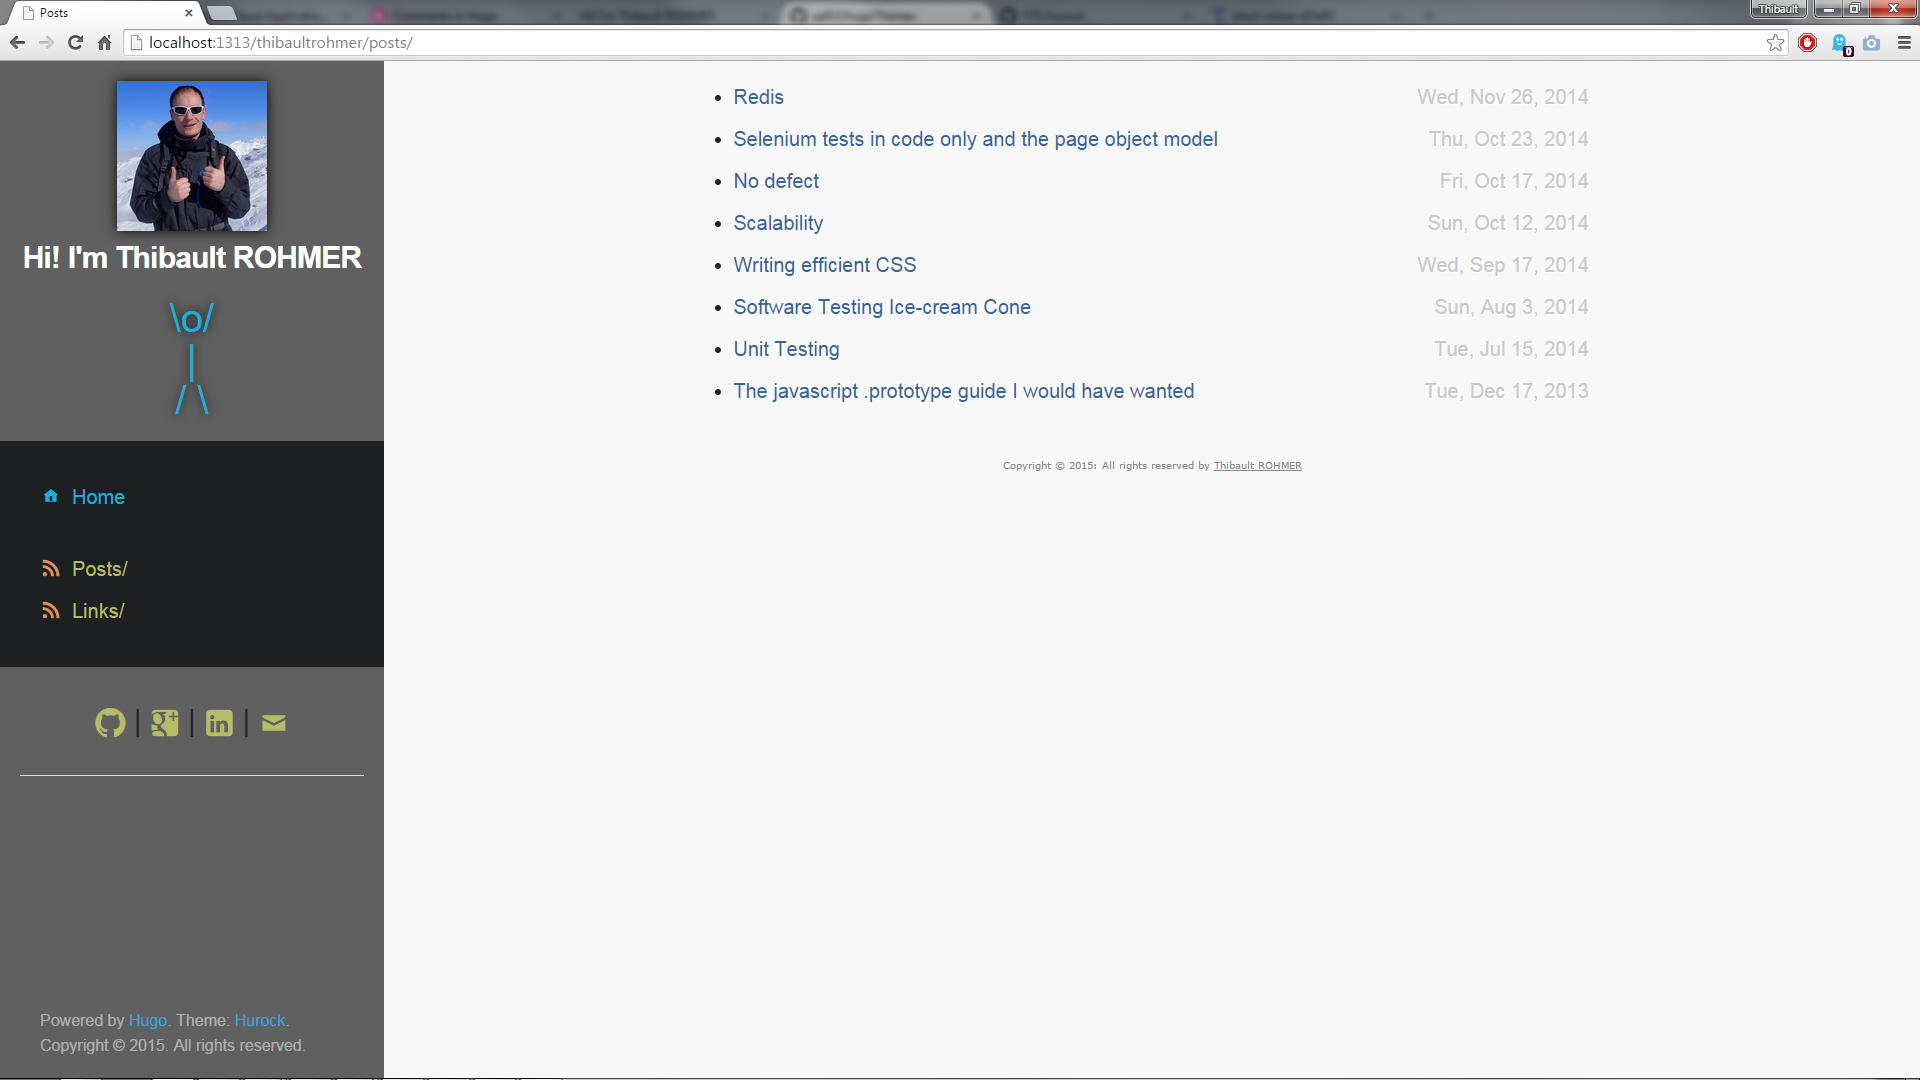 Posts
Thibault
localhost:1313/thibaultrohmer/posts/
0
Hi! I'm Thibault ROHMER
\o/
|
/ \
Home
Posts/
Links/
| g+ | in |
Powered by Hugo. Theme: Hurock.
Copyright © 2015. All rights reserved.
Redis Wed, Nov 26, 2014
Selenium tests in code only and the page object model Thu, Oct 23, 2014
No defect Fri, Oct 17, 2014
Scalability Sun, Oct 12, 2014
Writing efficient CSS Wed, Sep 17, 2014
Software Testing Ice-cream Cone Sun, Aug 3, 2014
Unit Testing Tue, Jul 15, 2014
The javascript .prototype guide I would have wanted Tue, Dec 17, 2013
Copyright © 2015: All rights reserved by Thibault ROHMER